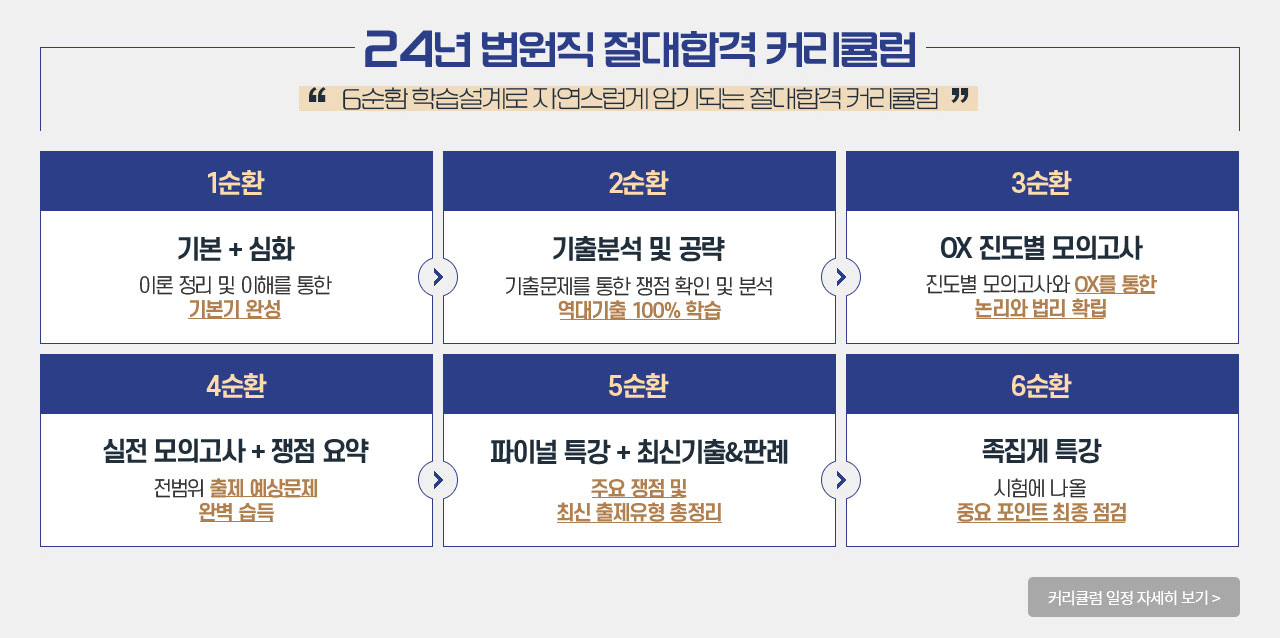 24년 법원직 절대합격 커리큘럼
❝ 6순환 학습설계로 자연스럽게 암기되는 절대합격 커리큘럼 ❞
1순환
기본 + 심화
이론 정리 및 이해를 통한
기본기 완성
2순환
기출분석 및 공략
기출문제를 통한 쟁점 확인 및 분석
역대기출 100% 학습
3순환
OX 진도별 모의고사
진도별 모의고사와 OX를 통한
논리와 법리 확립
4순환
실전 모의고사 + 쟁점 요약
전범위 출제 예상문제
완벽 습득
5순환
파이널 특강 + 최신기출&판례
주요 쟁점 및
최신 출제유형 총정리
6순환
족집게 특강
시험에 나올
중요 포인트 최종 점검
커리큘럼 일정 자세히 보기 >